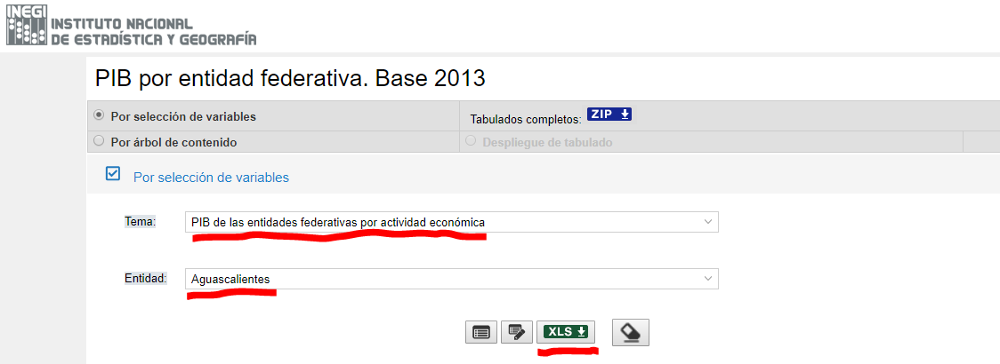 INEGI
INSTITUTO NACIONAL
DE ESTADÍSTICA Y GEOGRAFÍA
PIB por entidad federativa. Base 2013
Por selección de variables
Tabulados completos: ZIP
Por árbol de contenido
Despliegue de tabulado
Por selección de variables
Tema:
PIB de las entidades federativas por actividad económica
Entidad:
Aguascalientes
XLS